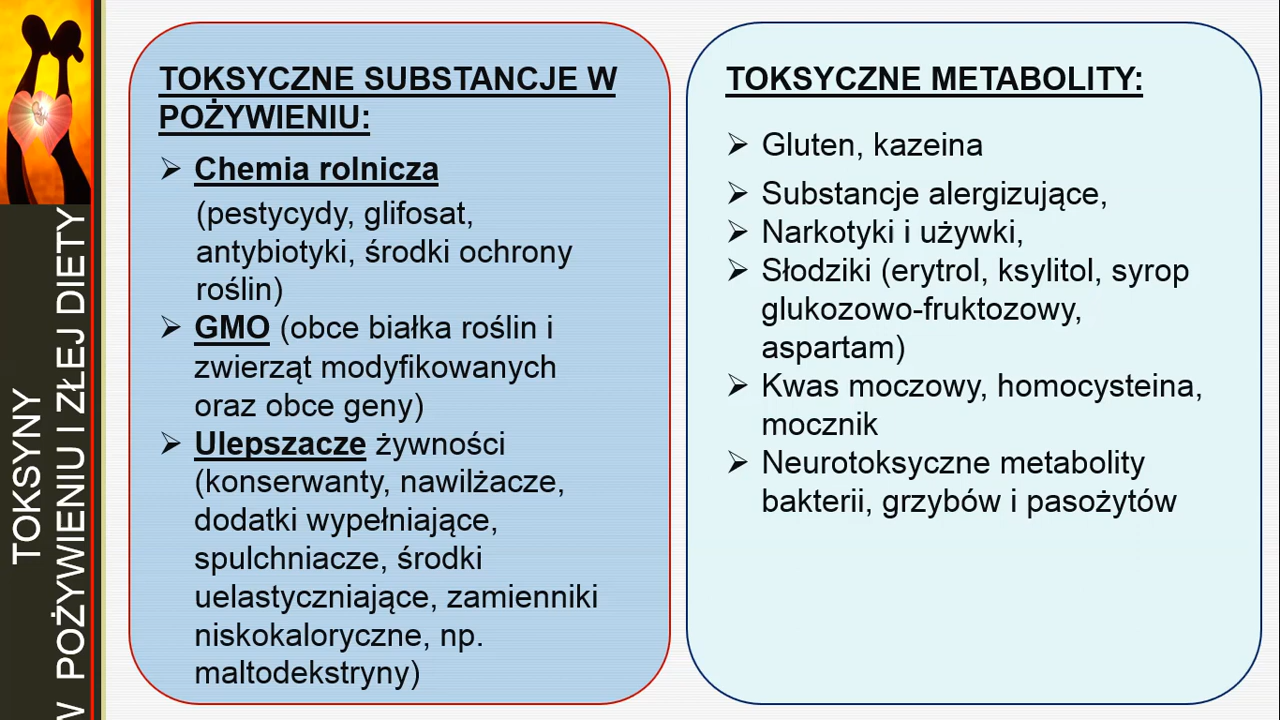 TOKSYNY
W POŻYWIENIU I ZŁEJ DIETY
TOKSYCZNE SUBSTANCJE W
POŻYWIENIU:
➢ Chemia rolnicza
(pestycydy, glifosat,
antybiotyki, środki ochrony
roślin)
➢ GMO (obce białka roślin i
zwierząt modyfikowanych
oraz obce geny)
➢ Ulepszacze żywności
(konserwanty, nawilżacze,
dodatki wypełniające,
spulchniacze, środki
uelastyczniające, zamienniki
niskokaloryczne, np.
maltodekstryny)
TOKSYCZNE METABOLITY:
➢ Gluten, kazeina
➢ Substancje alergizujące,
➢ Narkotyki i używki,
➢ Słodziki (erytrol, ksylitol, syrop
glukozowo-fruktozowy,
aspartam)
➢ Kwas moczowy, homocysteina,
mocznik
➢ Neurotoksyczne metabolity
bakterii, grzybów i pasożytów